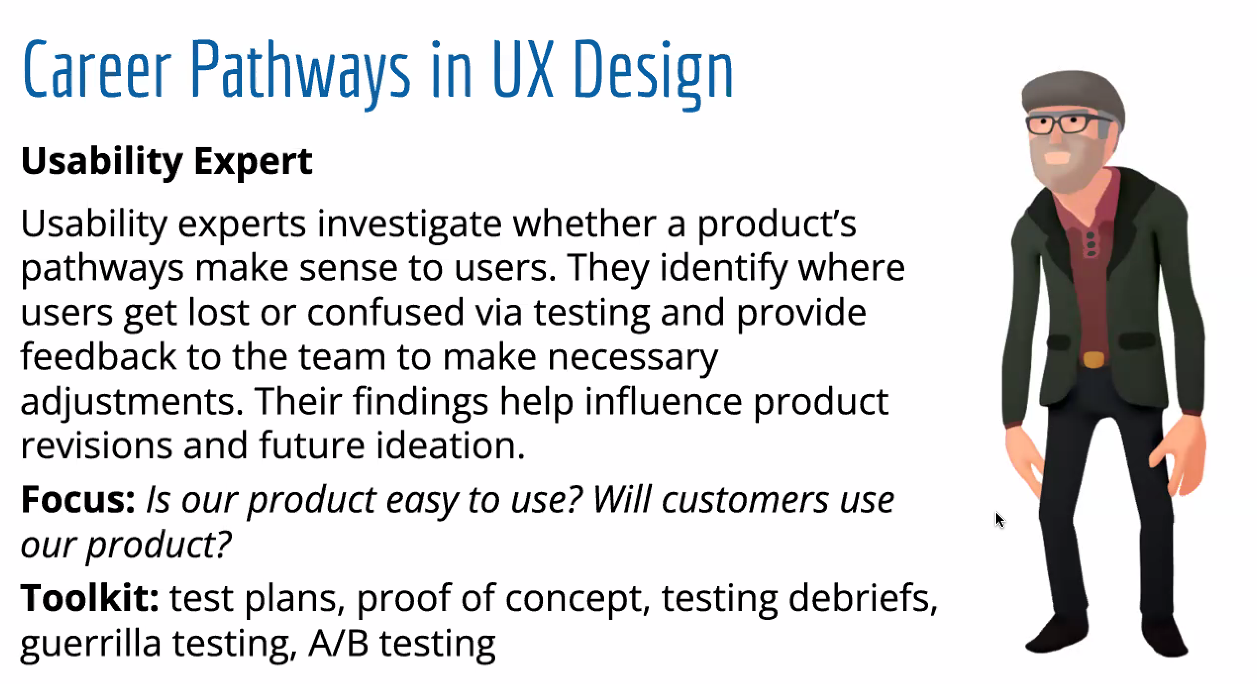 Career Pathways in UX Design
Usability Expert
Usability experts investigate whether a product’s
pathways make sense to users. They identify where
users get lost or confused via testing and provide
feedback to the team to make necessary
adjustments. Their findings help influence product
revisions and future ideation.
Focus: Is our product easy to use? Will customers use
our product?
Toolkit: test plans, proof of concept, testing debriefs,
guerrilla testing, A/B testing